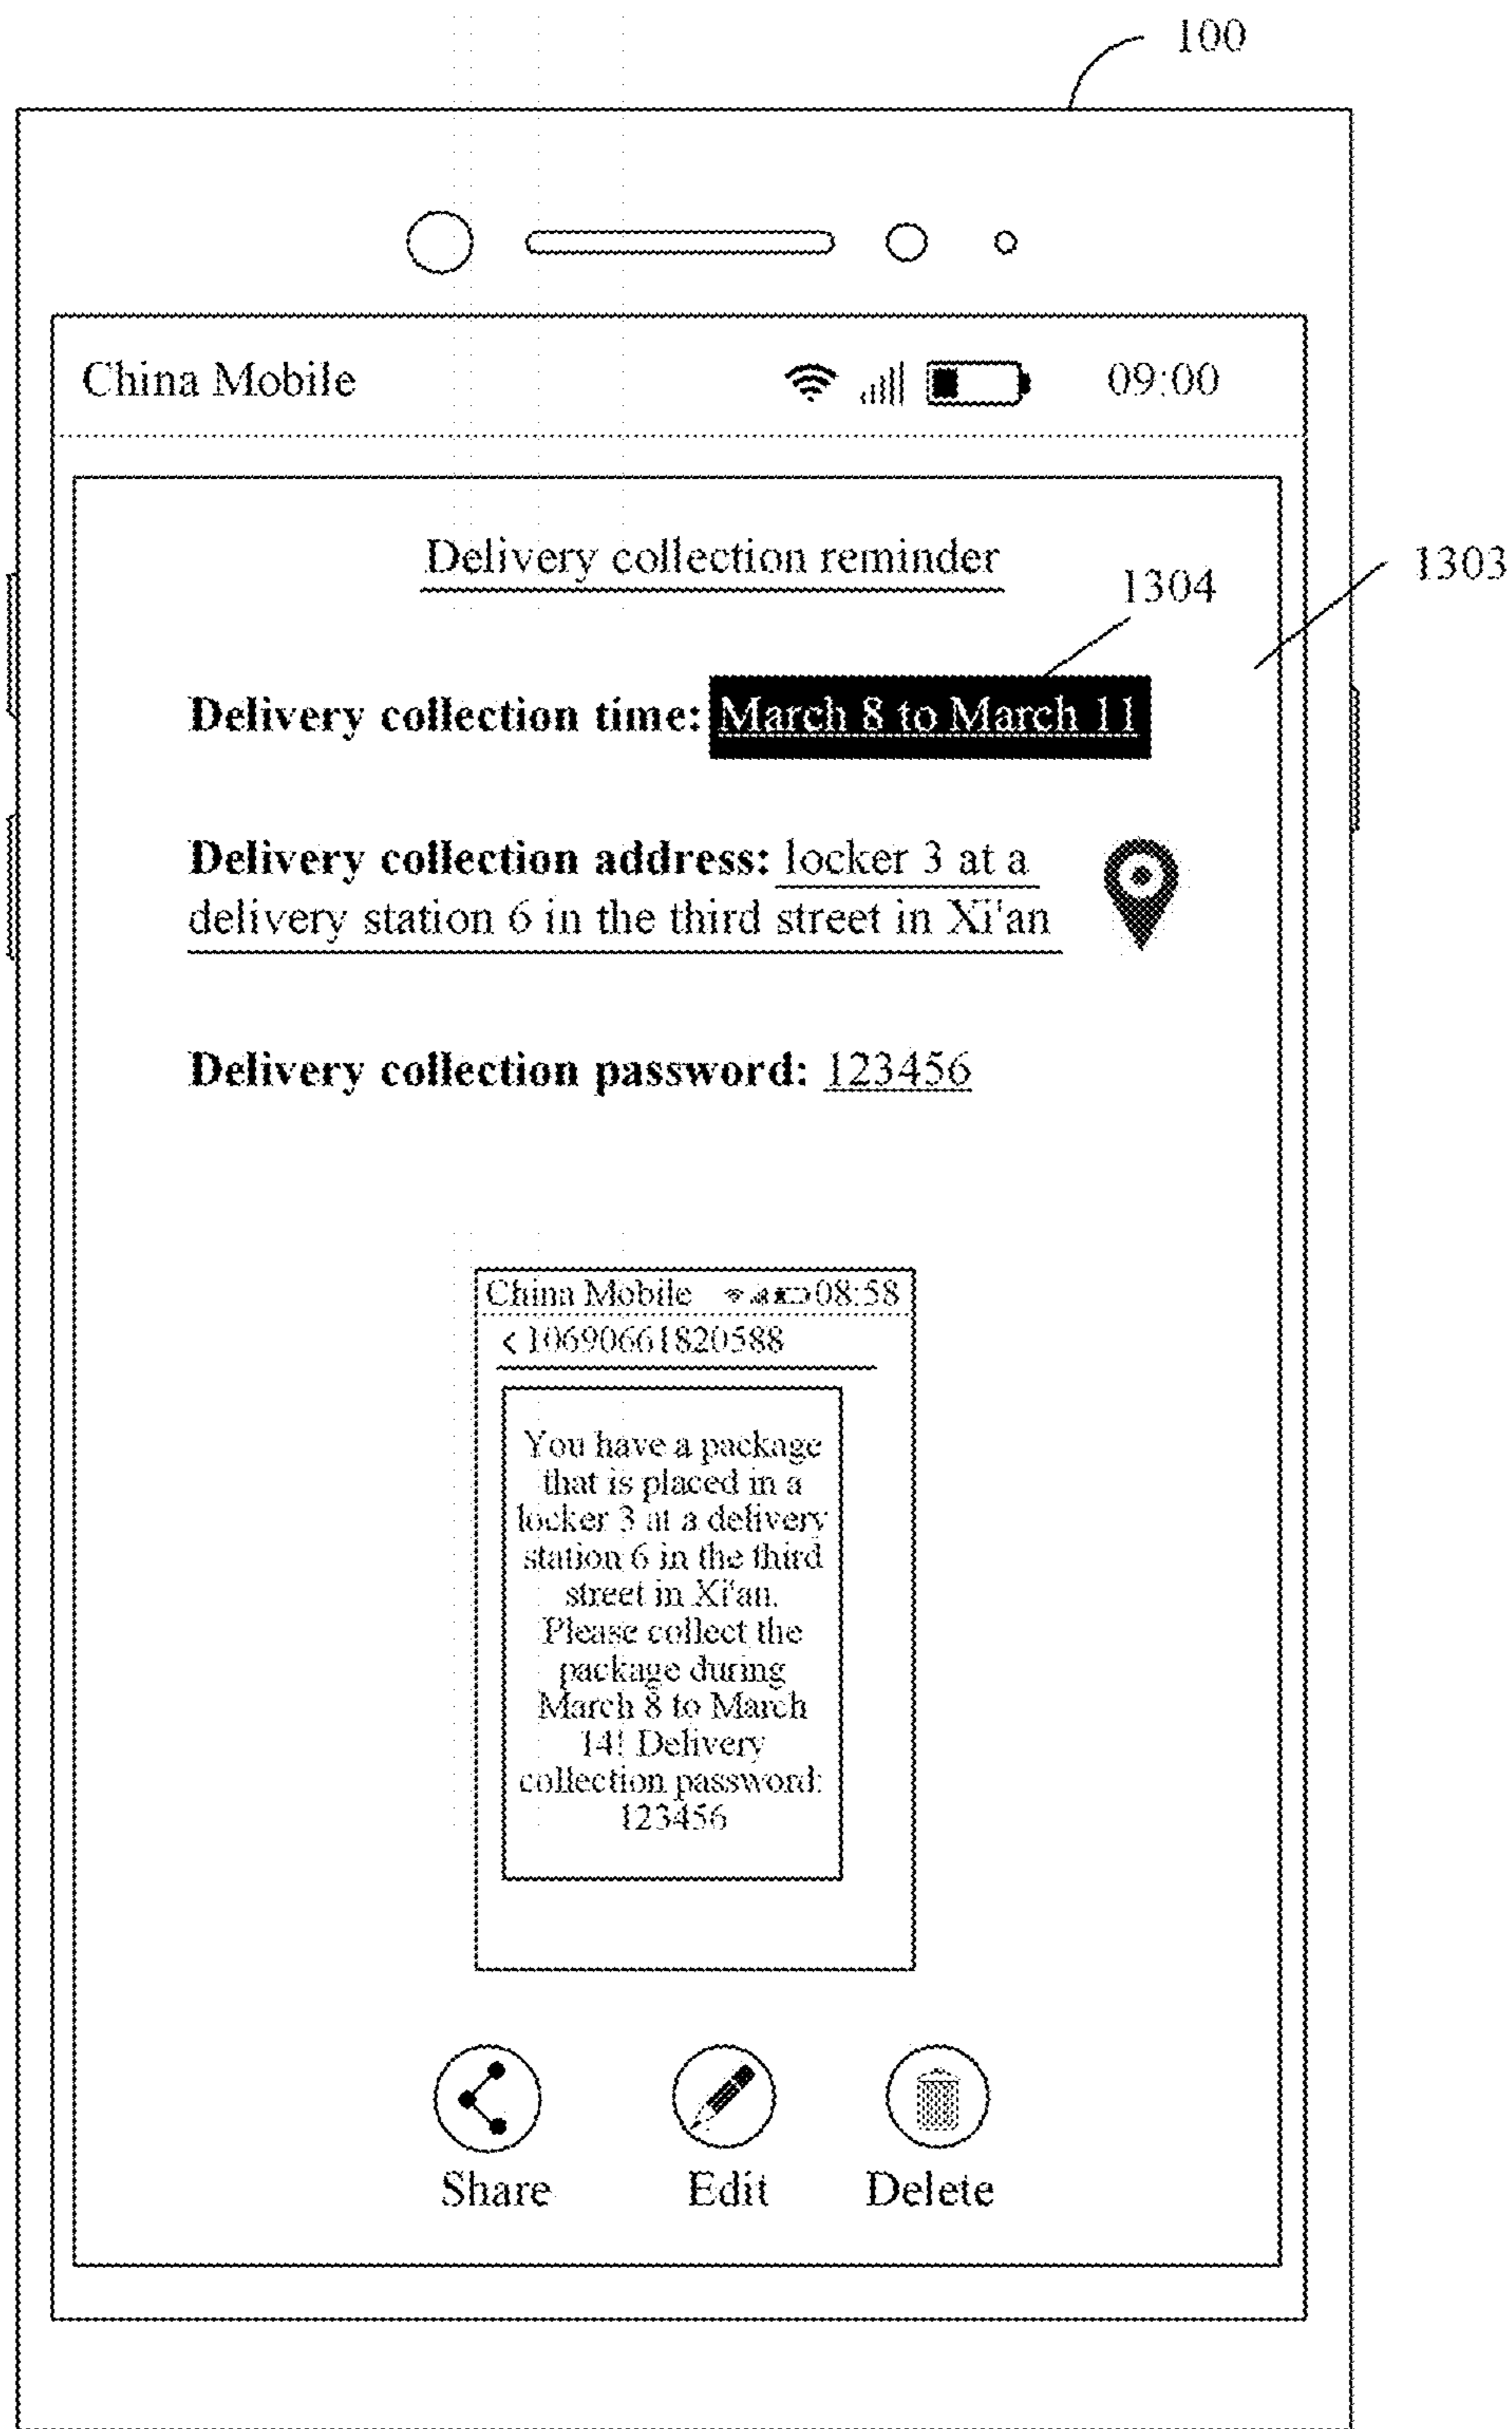 100
China Mobile 09:00
Delivery collection reminder
1304
1303
Delivery collection time: March 8 to March 11
Delivery collection address: locker 3 at a
delivery station 6 in the third street in Xi'an
Delivery collection password: 123456
China Mobile 08:58
< 10690661820588
You have a package
that is placed in a
locker 3 at a delivery
station 6 in the third
street in Xi'an.
Please collect the
package during
March 8 to March
14! Delivery
collection password:
123456
Share Edit Delete